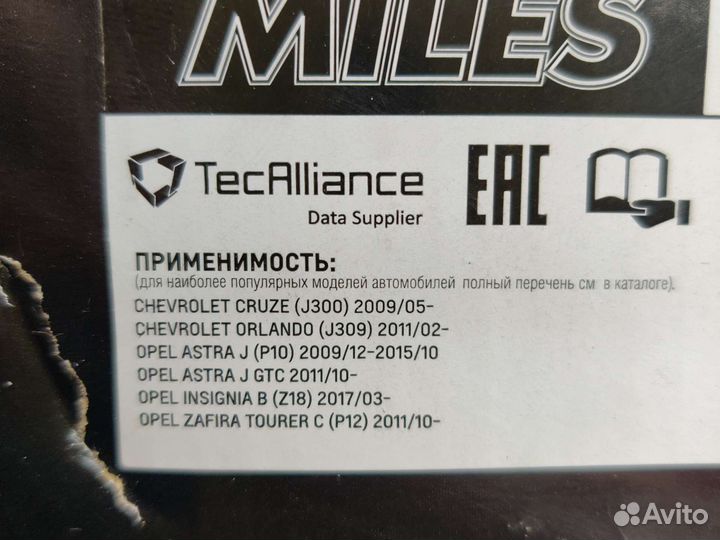 MILES
TecAlliance
Data Supplier
EAC
ПРИМЕНИМОСТЬ:
(для наиболее популярных моделей автомобилей полный перечень см в каталоге).
CHEVROLET CRUZE (J300) 2009/05-
CHEVROLET ORLANDO (J309) 2011/02-
OPEL ASTRA J (P10) 2009/12-2015/10
OPEL ASTRA J GTC 2011/10-
OPEL INSIGNIA B (Z18) 2017/03-
OPEL ZAFIRA TOURER C (P12) 2011/10-
Avito